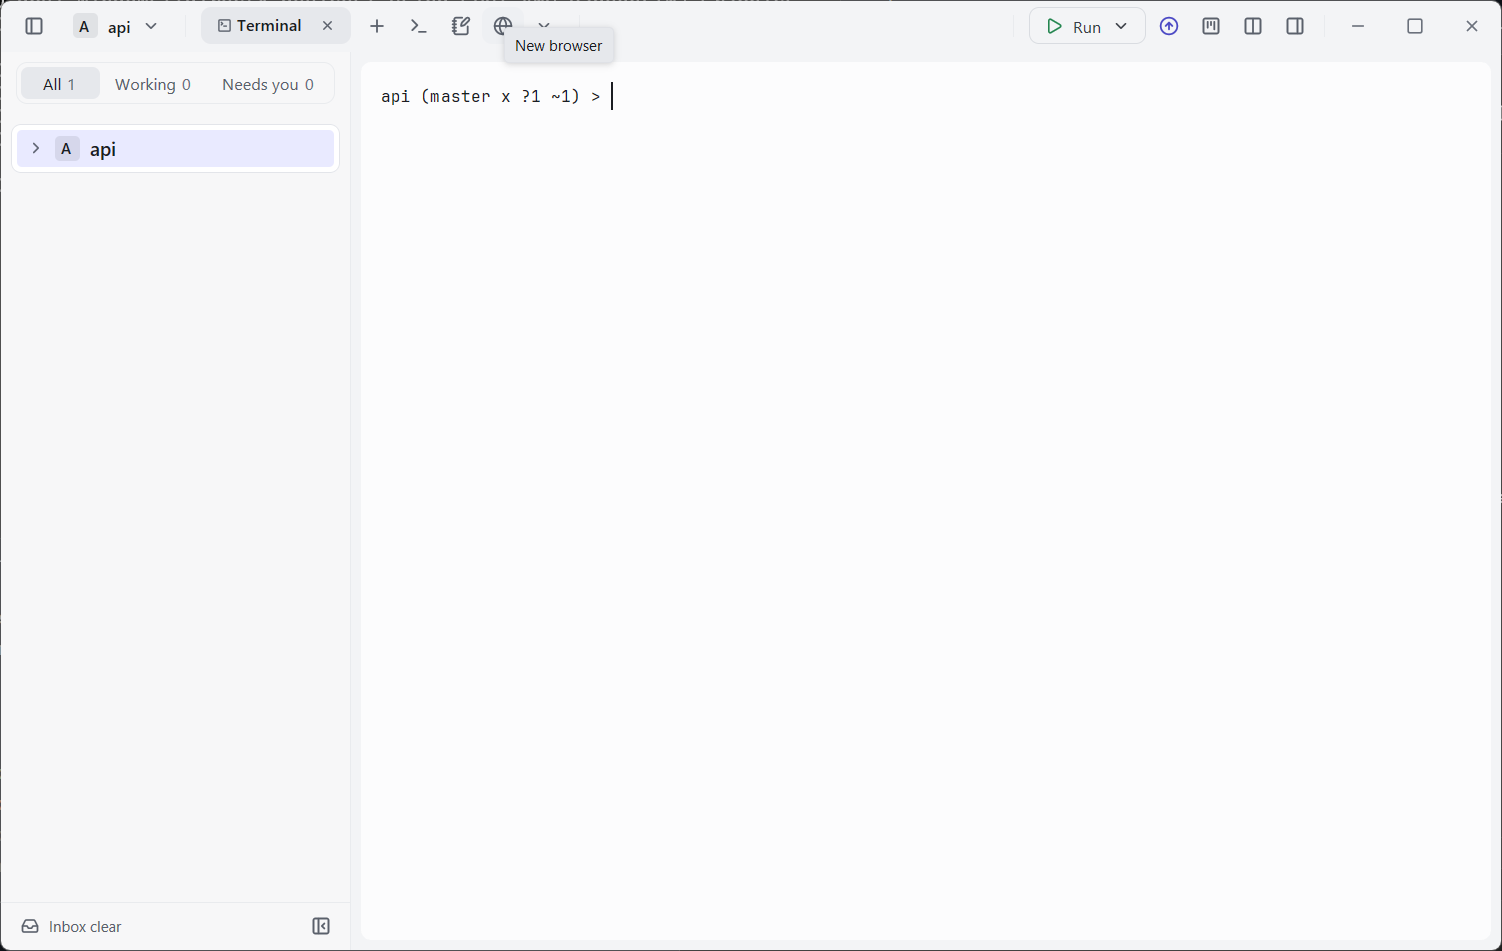 A api
Terminal
Run
New browser
All 1
Working 0
Needs you 0
A api
api (master x ?1 ~1) >
Inbox clear